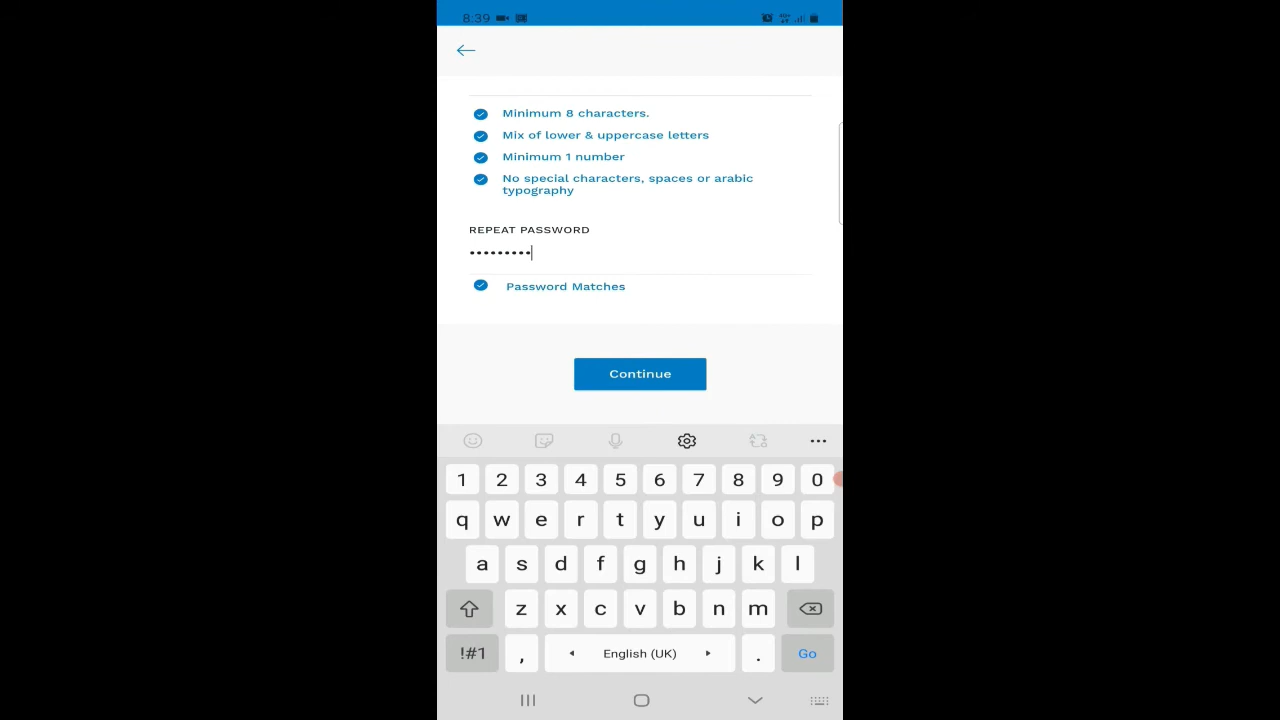 8:39
Minimum 8 characters.
Mix of lower & uppercase letters
Minimum 1 number
No special characters, spaces or arabic
typography
REPEAT PASSWORD
•••••••••
Password Matches
Continue
1 2 3 4 5 6 7 8 9 0
q w e r t y u i o p
a s d f g h j k l
z x c v b n m
!#1 , English (UK) . Go